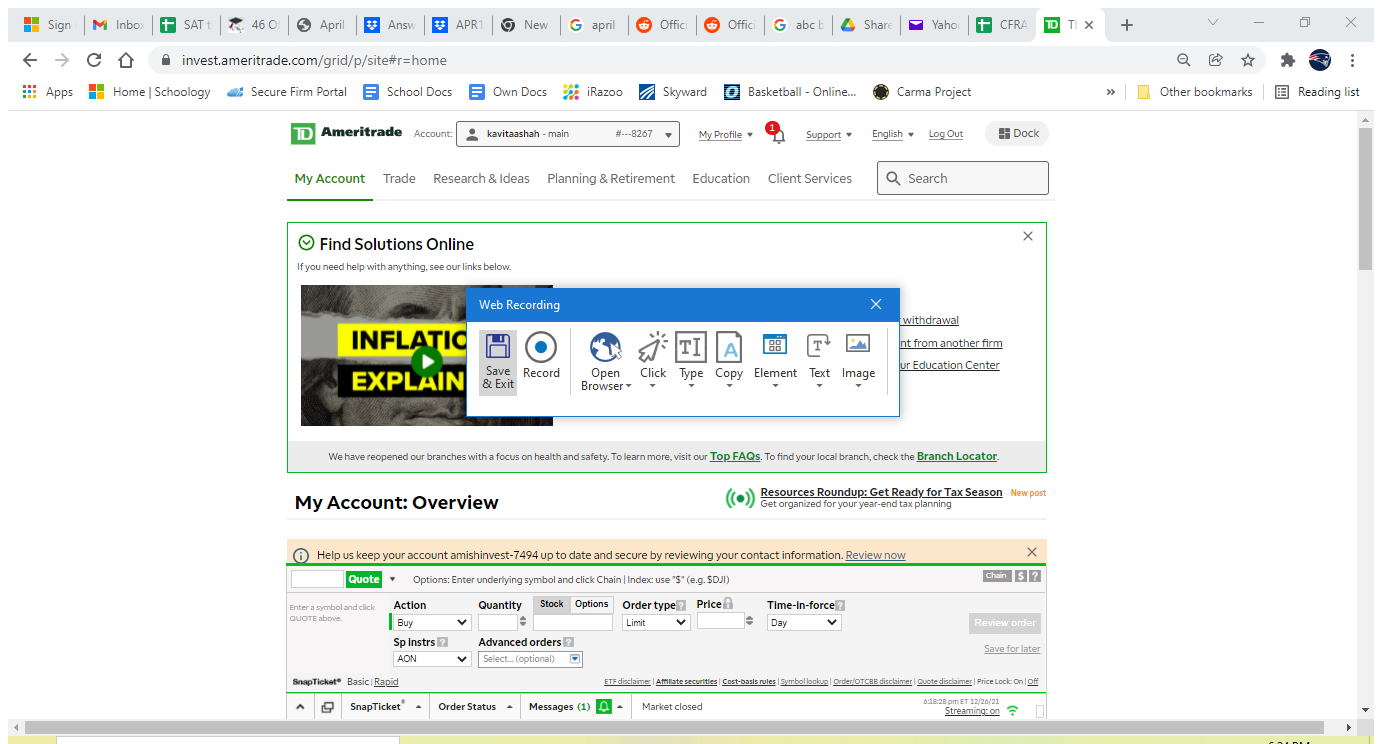 Sign Inbo SAT t 46 O April Answ APR1 New april Offici Offici abc b Share Yaho CFRA
invest.ameritrade.com/grid/p/site#r=home
Apps Home | Schoology Secure Firm Portal School Docs Own Docs iRazoo Skyward Basketball - Online... Carma Project » Other bookmarks Reading list
TD Ameritrade Account: kavitaashah - main #---8267 My Profile 1 Support English Log Out Dock
My Account Trade Research & Ideas Planning & Retirement Education Client Services Search
Find Solutions Online
If you need help with anything, see our links below.
INFLATIO
EXPLAIN
Web Recording
Save & Exit Record Open Browser Click Type Copy Element Text Image
withdrawal
nt from another firm
ur Education Center
We have reopened our branches with a focus on health and safety. To learn more, visit our Top FAQs. To find your local branch, check the Branch Locator.
My Account: Overview
Resources Roundup: Get Ready for Tax Season New post
Get organized for your year-end tax planning
Help us keep your account amishinvest-7494 up to date and secure by reviewing your contact information. Review now
Quote Options: Enter underlying symbol and click Chain | Index: use "$" (e.g. $DJI) Chain $ ?
Enter a symbol and click
QUOTE above.
Action Quantity Stock Options Order type ? Price Time-in-force ?
Buy Limit Day Review order
Sp instrs ? Advanced orders ? Save for later
AON Select... (optional)
SnapTicket® Basic | Rapid ETF disclaimer | Affiliate securities | Cost-basis rules | Symbol lookup | Order/OTCBB disclaimer | Quote disclaimer | Price Lock: On | Off
SnapTicket® Order Status Messages (1) Market closed 6:18:28 pm ET 12/26/21
Streaming: on